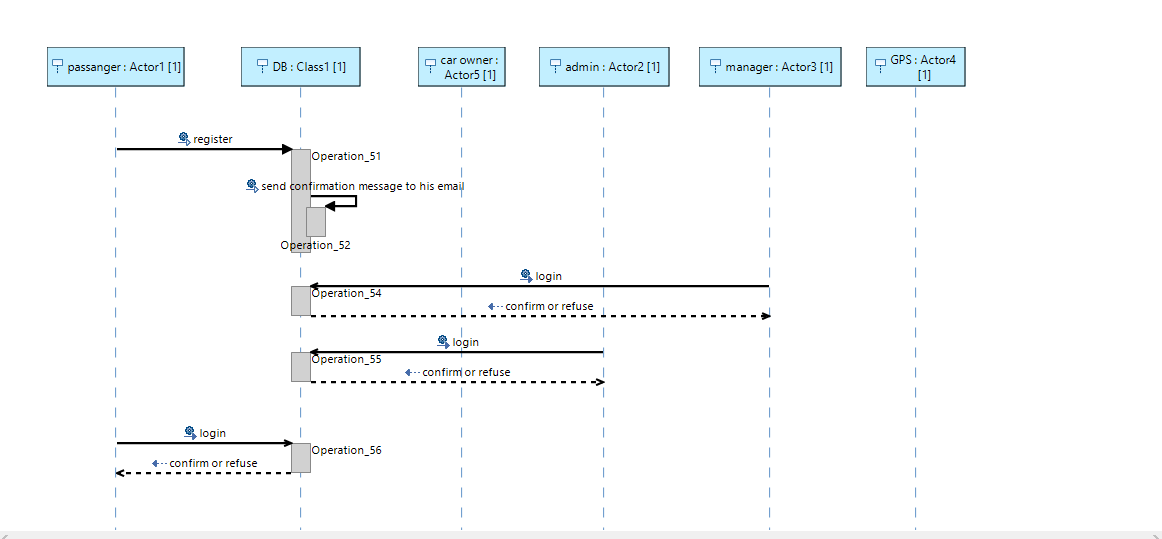 passanger : Actor1 [1]
DB : Class1 [1]
car owner :
Actor5 [1]
admin : Actor2 [1]
manager : Actor3 [1]
GPS : Actor4
[1]
register
Operation_51
send confirmation message to his email
Operation_52
login
Operation_54
confirm or refuse
login
Operation_55
confirm or refuse
login
Operation_56
confirm or refuse